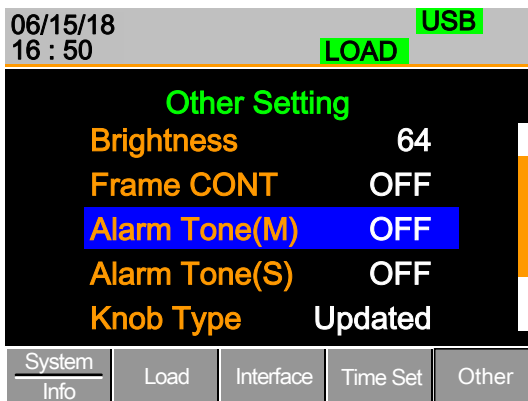 06/15/18 USB
16 : 50 LOAD
Other Setting
Brightness 64
Frame CONT OFF
Alarm Tone(M) OFF
Alarm Tone(S) OFF
Knob Type Updated
System Info Load Interface Time Set Other